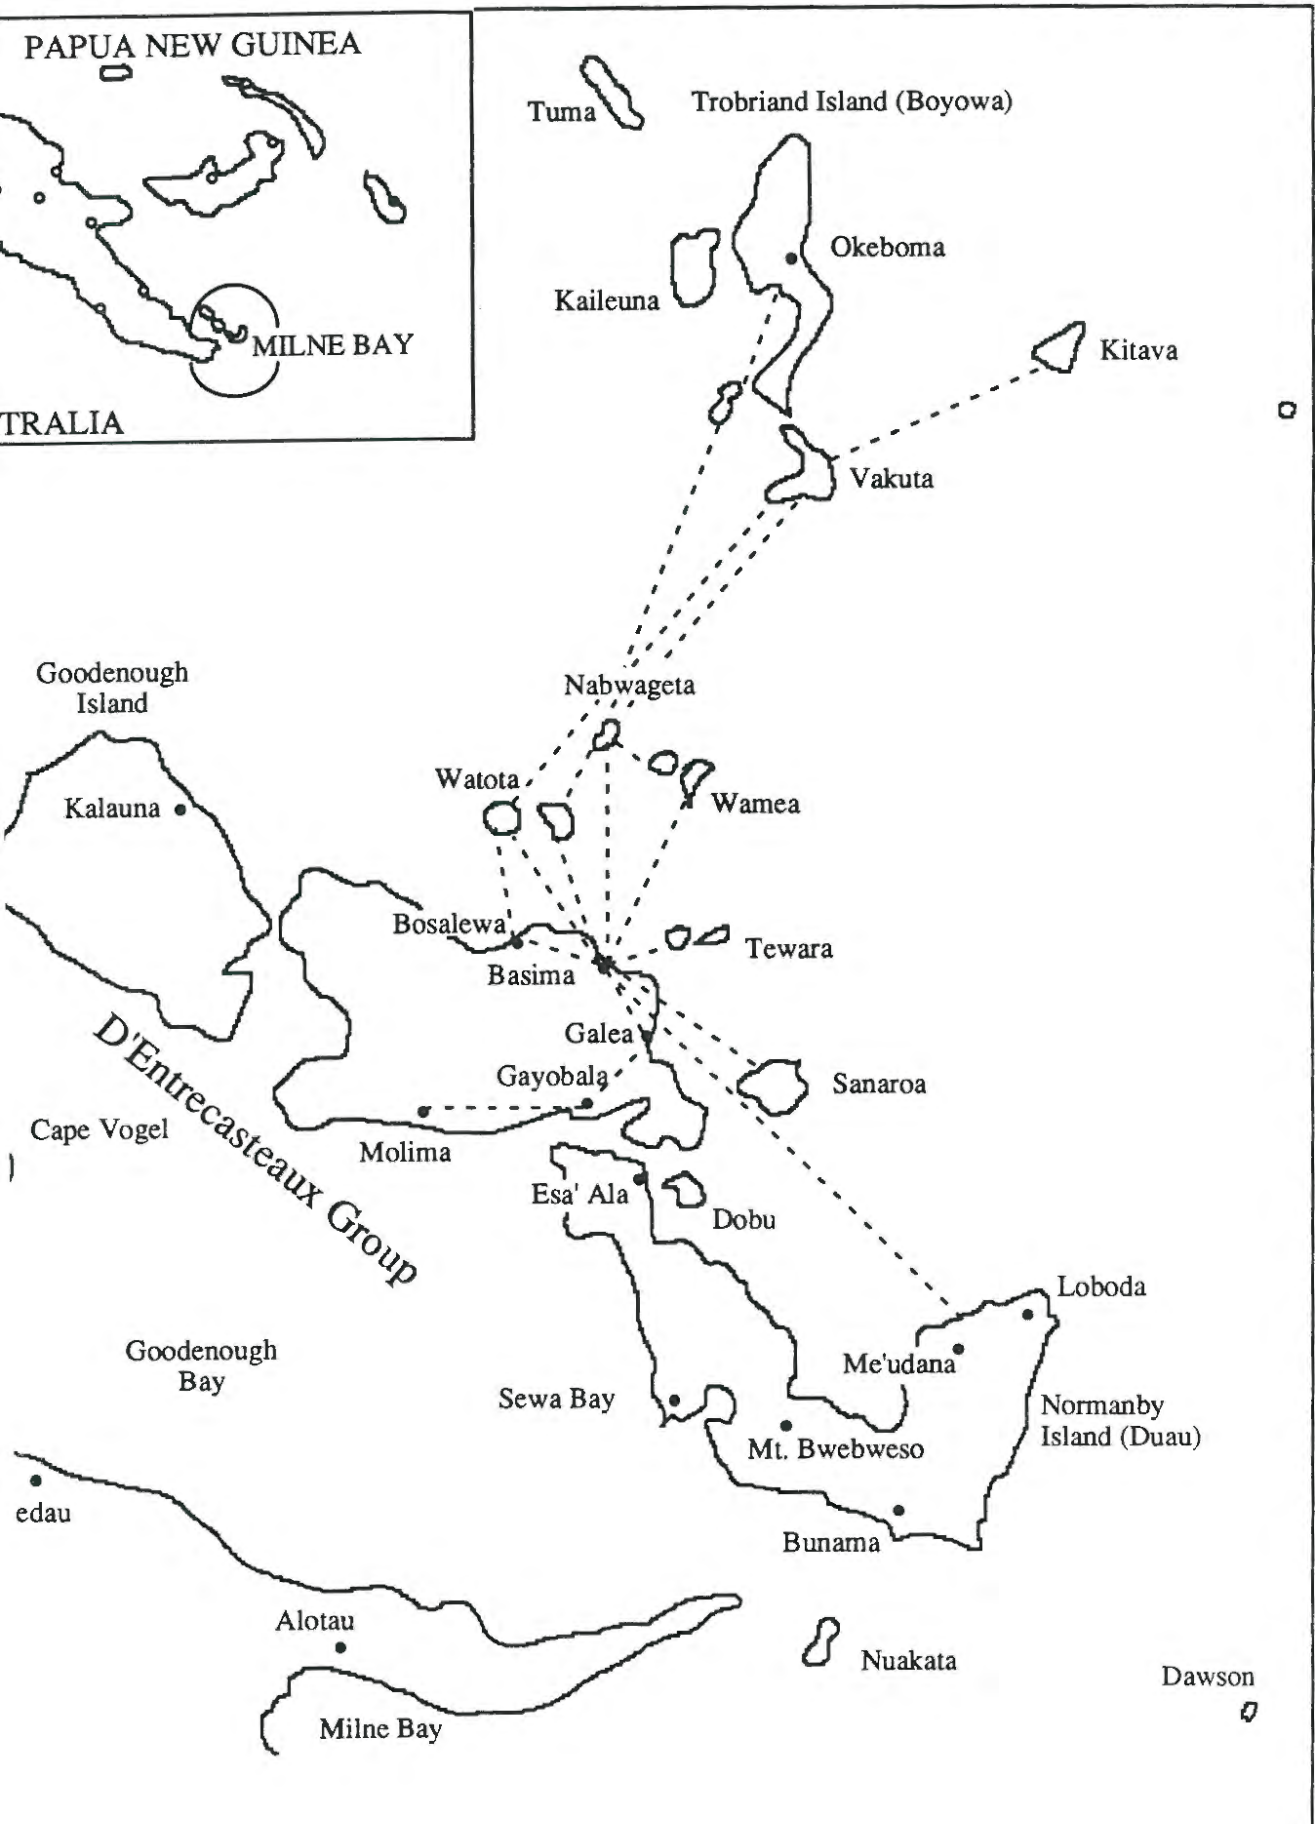 PAPUA NEW GUINEA
MILNE BAY
TRALIA
Tuma
Trobriand Island (Boyowa)
Okeboma
Kaileuna
Kitava
Vakuta
Goodenough
Island
Nabwageta
Watota
Kalauna
Wamea
Bosalewa
Tewara
Basima
Galea
Gayobala
Sanaroa
D'Entrecasteaux Group
Cape Vogel
Molima
Esa' Ala
Dobu
Loboda
Goodenough
Bay
Me'udana
Sewa Bay
Normanby
Island (Duau)
Mt. Bwebweso
edau
Bunama
Alotau
Nuakata
Dawson
Milne Bay